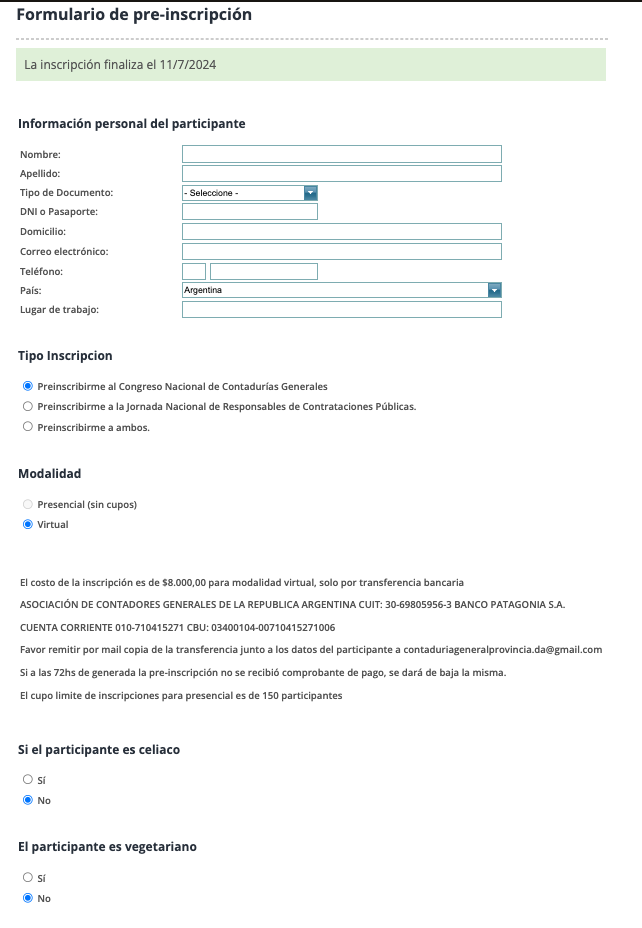 Formulario de pre-inscripción
La inscripción finaliza el 11/7/2024
Información personal del participante
Nombre:
Apellido:
Tipo de Documento: - Seleccione -
DNI o Pasaporte:
Domicilio:
Correo electrónico:
Teléfono:
País: Argentina
Lugar de trabajo:
Tipo Inscripcion
Preinscribirme al Congreso Nacional de Contadurías Generales
Preinscribirme a la Jornada Nacional de Responsables de Contrataciones Públicas.
Preinscribirme a ambos.
Modalidad
Presencial (sin cupos)
Virtual
El costo de la inscripción es de $8.000,00 para modalidad virtual, solo por transferencia bancaria
ASOCIACIÓN DE CONTADORES GENERALES DE LA REPUBLICA ARGENTINA CUIT: 30-69805956-3 BANCO PATAGONIA S.A.
CUENTA CORRIENTE 010-710415271 CBU: 03400104-00710415271006
Favor remitir por mail copia de la transferencia junto a los datos del participante a contaduriageneralprovincia.da@gmail.com
Si a las 72hs de generada la pre-inscripción no se recibió comprobante de pago, se dará de baja la misma.
El cupo limite de inscripciones para presencial es de 150 participantes
Si el participante es celiaco
Sí
No
El participante es vegetariano
Sí
No